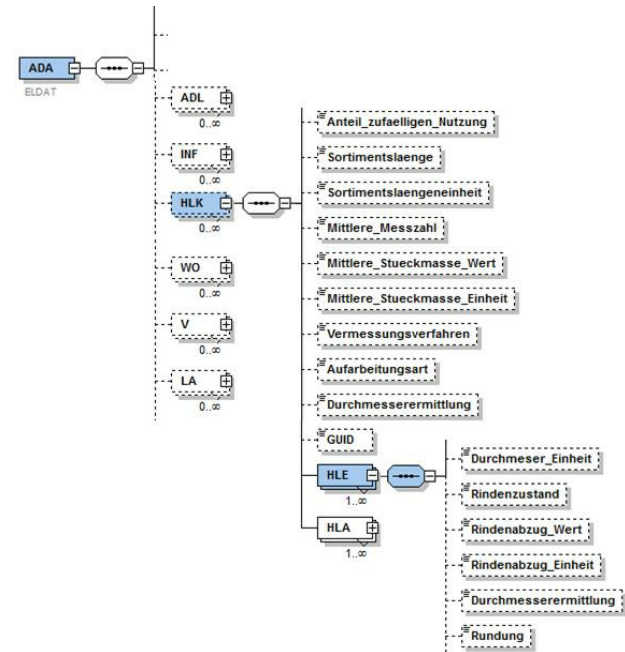 ADA
ELDAT
ADL
0..∞
INF
0..∞
HLK
0..∞
WO
0..∞
V
0..∞
LA
0..∞
Anteil_zufaelligen_Nutzung
Sortimentslaenge
Sortimentslaengeneinheit
Mittlere_Messzahl
Mittlere_Stueckmasse_Wert
Mittlere_Stueckmasse_Einheit
Vermessungsverfahren
Aufarbeitungsart
Durchmesserermittlung
GUID
HLE
1..∞
HLA
1..∞
Durchmeser_Einheit
Rindenzustand
Rindenabzug_Wert
Rindenabzug_Einheit
Durchmesserermittlung
Rundung